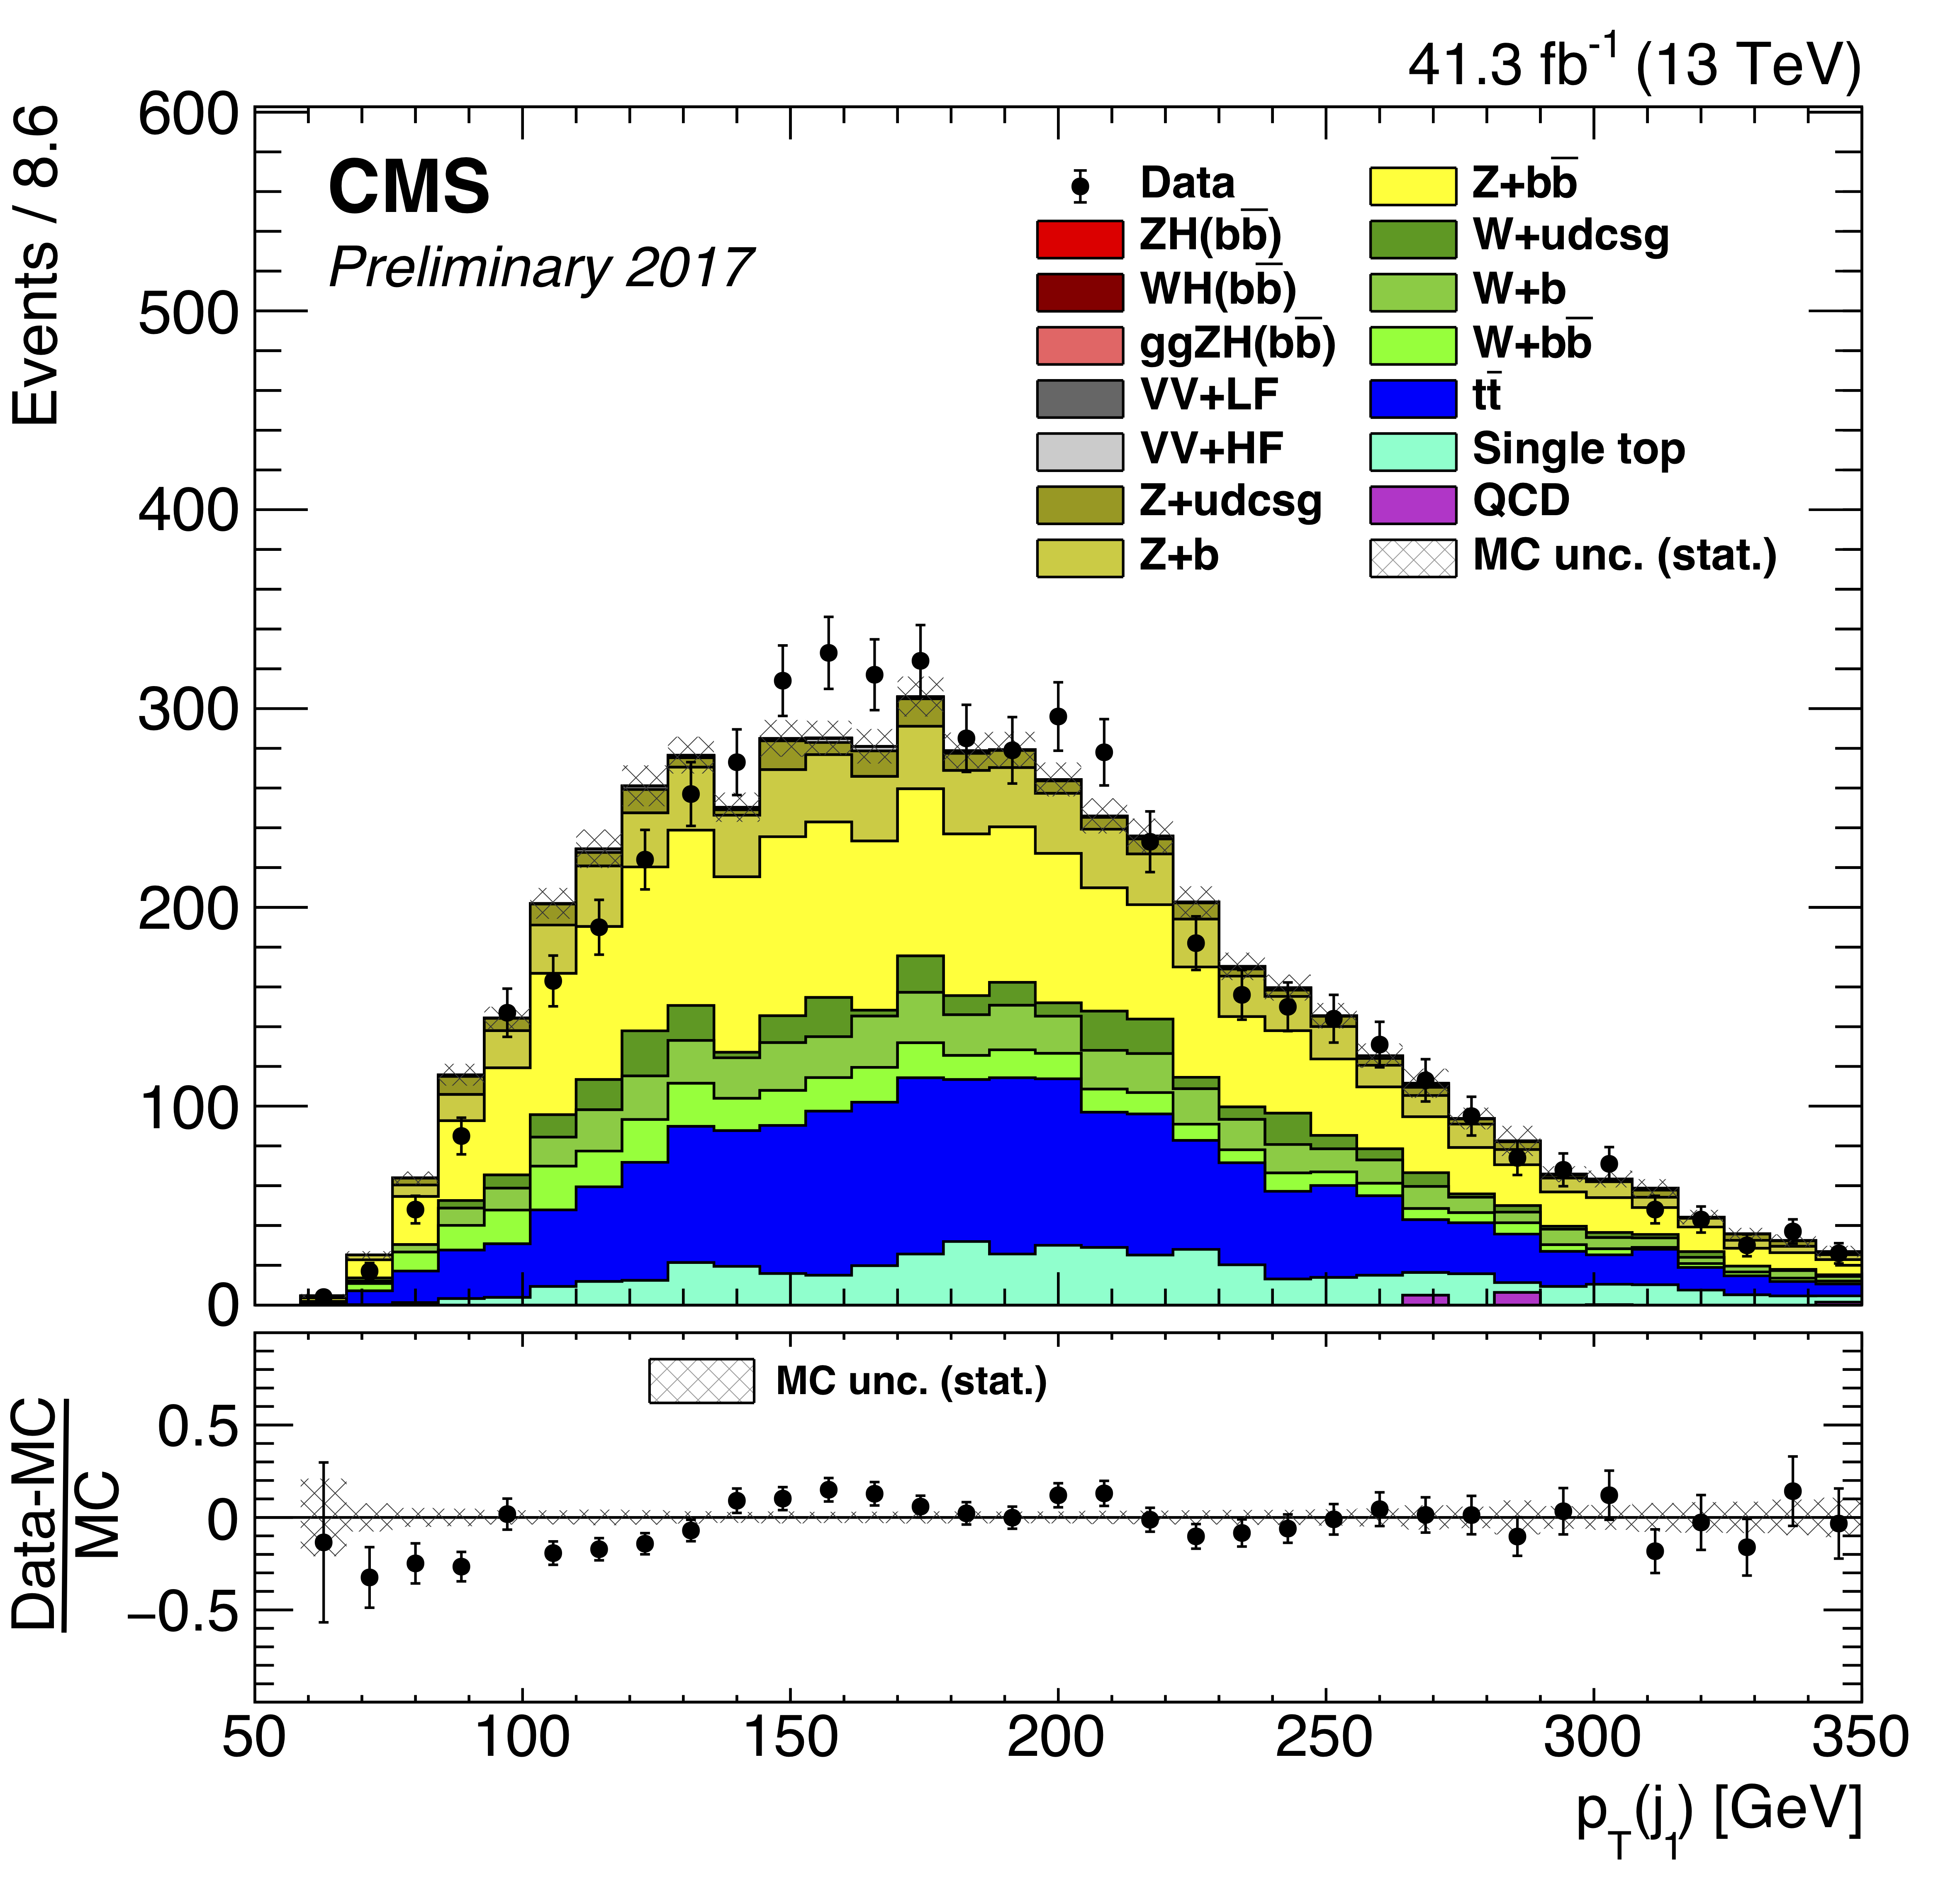 41.3 fb⁻¹ (13 TeV)
Events / 8.6
600
500
400
300
200
100
0
CMS
Preliminary 2017
Data
ZH(bb̅)
WH(bb̅)
ggZH(bb̅)
VV+LF
VV+HF
Z+udcsg
Z+b
Z+bb̅
W+udcsg
W+b
W+bb̅
tt̅
Single top
QCD
MC unc. (stat.)
MC unc. (stat.)
Data-MC
MC
0.5
0
−0.5
50 100 150 200 250 300 350
p_T(j₁) [GeV]